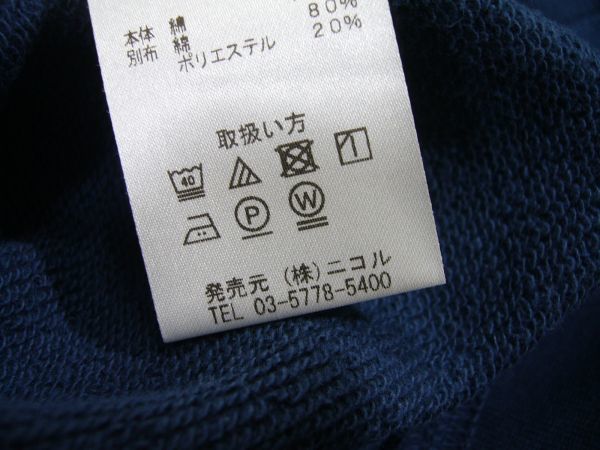 本体 綿
別布 綿 80%
ポリエステル 20%
取扱い方
40
P W
発売元 (株)ニコル
TEL 03-5778-5400